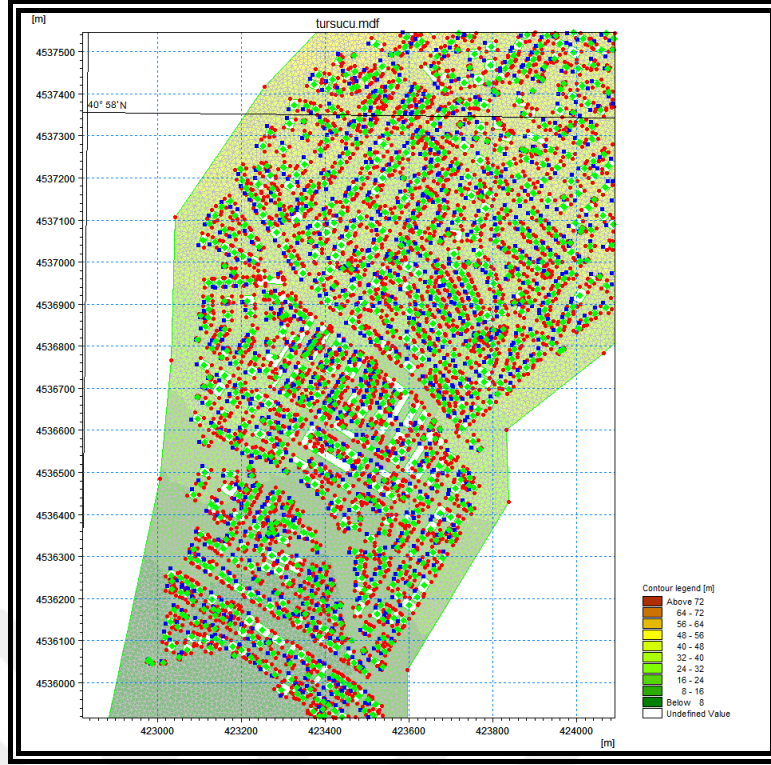 [m]
tursucu.mdf
4537500
4537400
40° 58' N
4537300
4537200
4537100
4537000
4536900
4536800
4536700
4536600
4536500
4536400
4536300
4536200
4536100
4536000
423000
423200
423400
423600
423800
424000
[m]
Contour legend [m]
Above 72
64 - 72
56 - 64
48 - 56
40 - 48
32 - 40
24 - 32
16 - 24
8 - 16
Below 8
Undefined Value